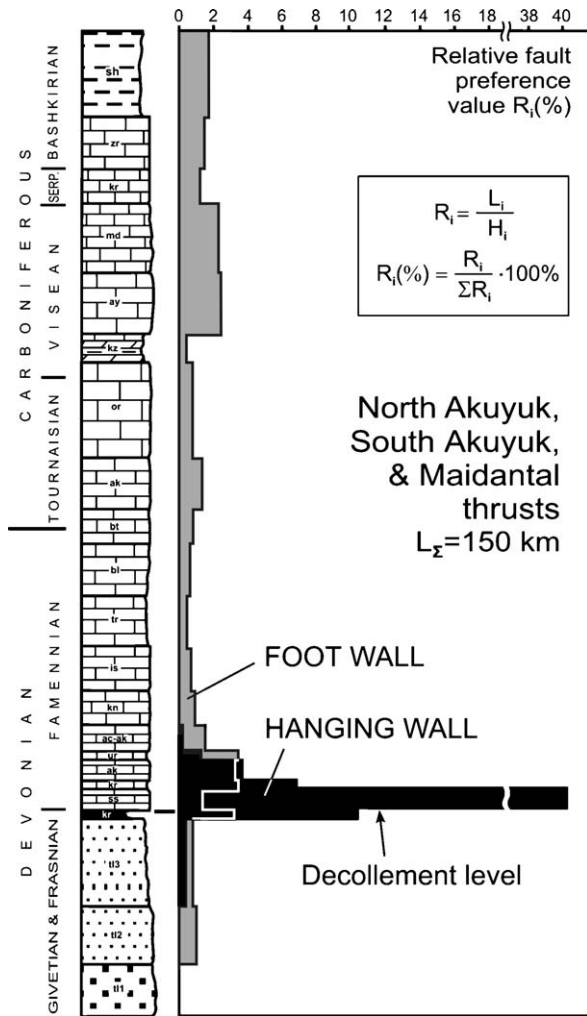 0 2 4 6 8 10 12 14 16 18 38 40
Relative fault
preference
value Rᵢ(%)
Rᵢ = Lᵢ / Hᵢ
Rᵢ(%) = Rᵢ / ΣRᵢ ·100%
North Akuyuk,
South Akuyuk,
& Maidantal
thrusts
L_Σ=150 km
FOOT WALL
HANGING WALL
Decollement level
CARBONIFEROUS
DEVONIAN
BASHKIRIAN
SERP.
VISEAN
TOURNAISIAN
FAMENNIAN
GIVETIAN & FRASNIAN
sh
zr
kr
md
ay
kz
or
ak
bt
bl
tr
is
kn
ac-ak
ur
ak
kr
ss
kr
tl3
tl2
tl1